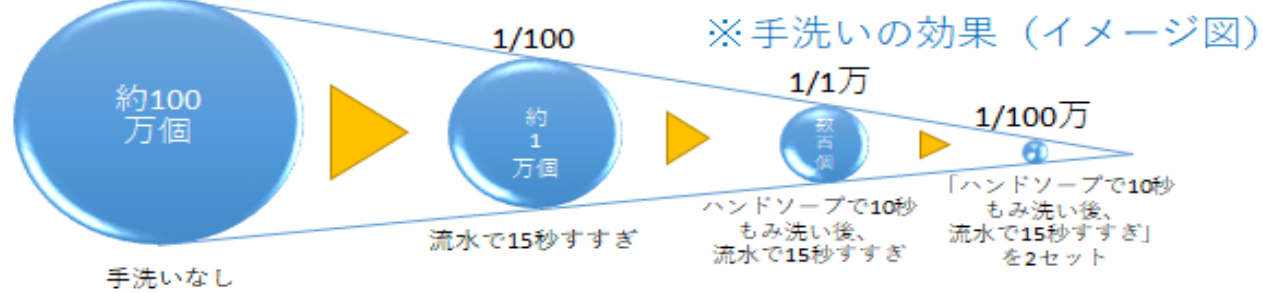 ※手洗いの効果（イメージ図）
約100
万個
手洗いなし
1/100
約
1
万個
流水で15秒すすぎ
1/1万
数百個
ハンドソープで10秒
もみ洗い後、
流水で15秒すすぎ
1/100万
「ハンドソープで10秒
もみ洗い後、
流水で15秒すすぎ」
を2セット